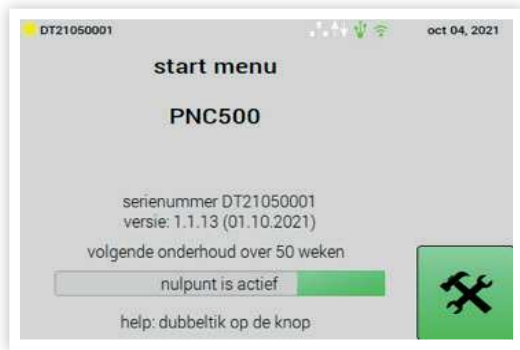 DT21050001 oct 04, 2021
start menu
PNC500
serienummer DT21050001
versie: 1.1.13 (01.10.2021)
volgende onderhoud over 50 weken
nulpunt is actief
help: dubbeltik op de knop